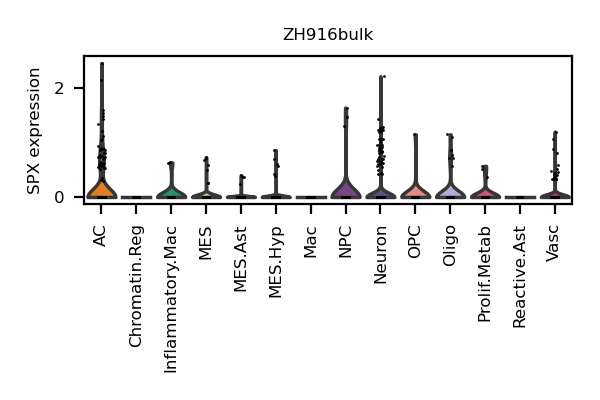 ZH916bulk
SPX expression
2
0
AC
Chromatin.Reg
Inflammatory.Mac
MES
MES.Ast
MES.Hyp
Mac
NPC
Neuron
OPC
Oligo
Prolif.Metab
Reactive.Ast
Vasc